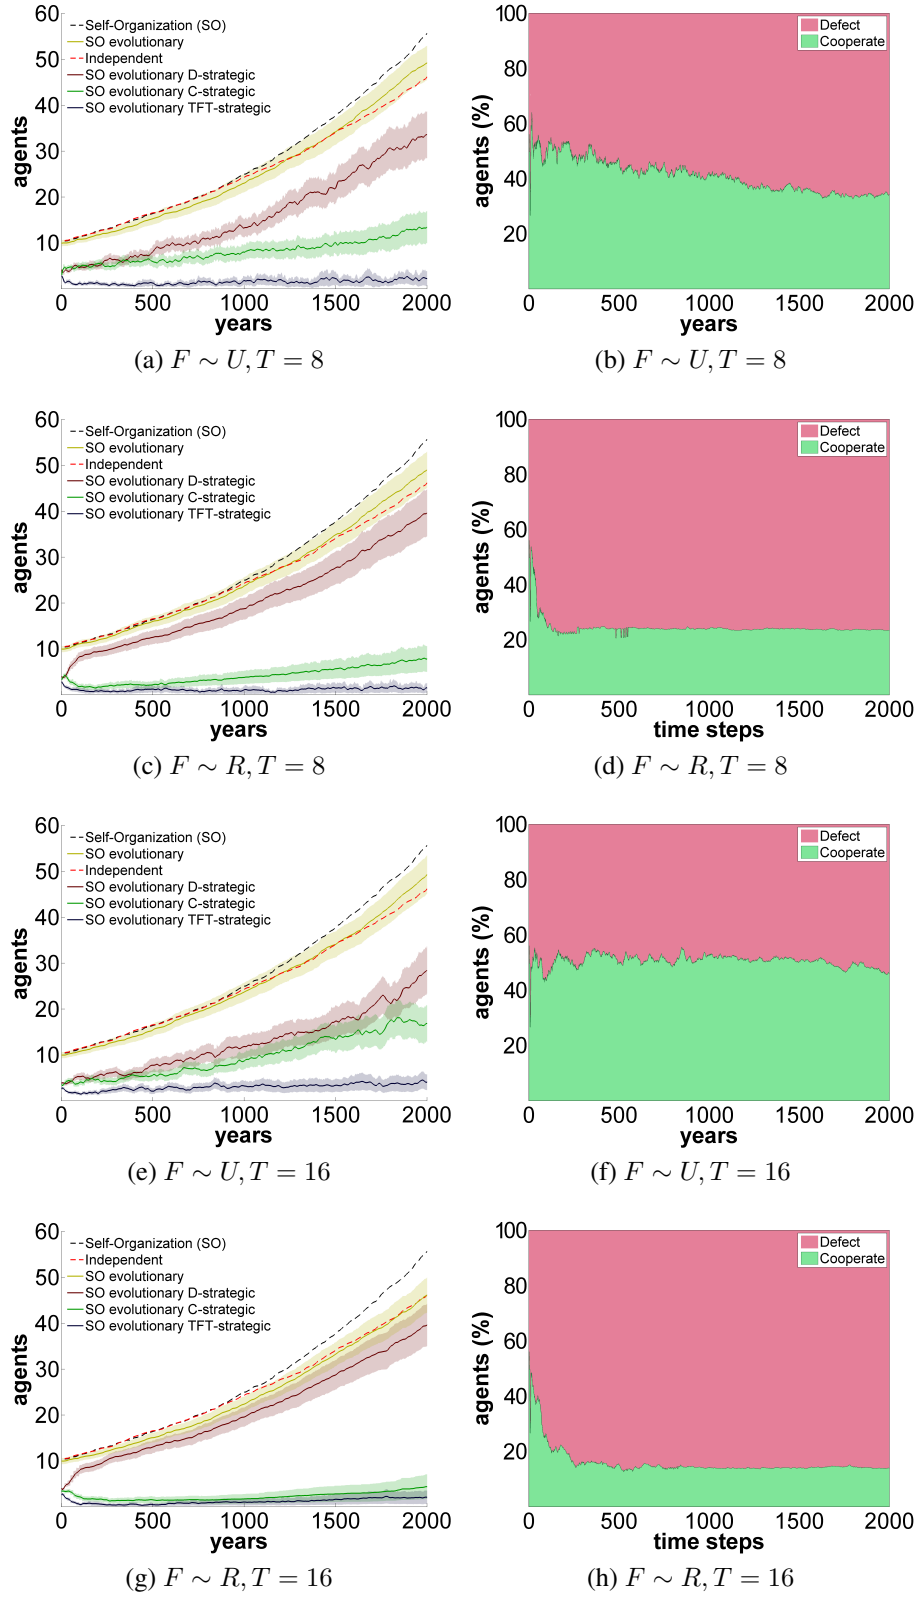 60
50
40
30
20
10
agents
Self-Organization (SO)
SO evolutionary
Independent
SO evolutionary D-strategic
SO evolutionary C-strategic
SO evolutionary TFT-strategic
0 500 1000 1500 2000
years
(a) F ∼ U, T = 8
100
80
60
40
20
agents (%)
Defect
Cooperate
0 500 1000 1500 2000
years
(b) F ∼ U, T = 8
60
50
40
30
20
10
agents
Self-Organization (SO)
SO evolutionary
Independent
SO evolutionary D-strategic
SO evolutionary C-strategic
SO evolutionary TFT-strategic
0 500 1000 1500 2000
years
(c) F ∼ R, T = 8
100
80
60
40
20
agents (%)
Defect
Cooperate
0 500 1000 1500 2000
time steps
(d) F ∼ R, T = 8
60
50
40
30
20
10
agents
Self-Organization (SO)
SO evolutionary
Independent
SO evolutionary D-strategic
SO evolutionary C-strategic
SO evolutionary TFT-strategic
0 500 1000 1500 2000
years
(e) F ∼ U, T = 16
100
80
60
40
20
agents (%)
Defect
Cooperate
0 500 1000 1500 2000
years
(f) F ∼ U, T = 16
60
50
40
30
20
10
agents
Self-Organization (SO)
Independent
SO evolutionary
SO evolutionary D-strategic
SO evolutionary C-strategic
SO evolutionary TFT-strategic
0 500 1000 1500 2000
years
(g) F ∼ R, T = 16
100
80
60
40
20
agents (%)
Defect
Cooperate
0 500 1000 1500 2000
time steps
(h) F ∼ R, T = 16